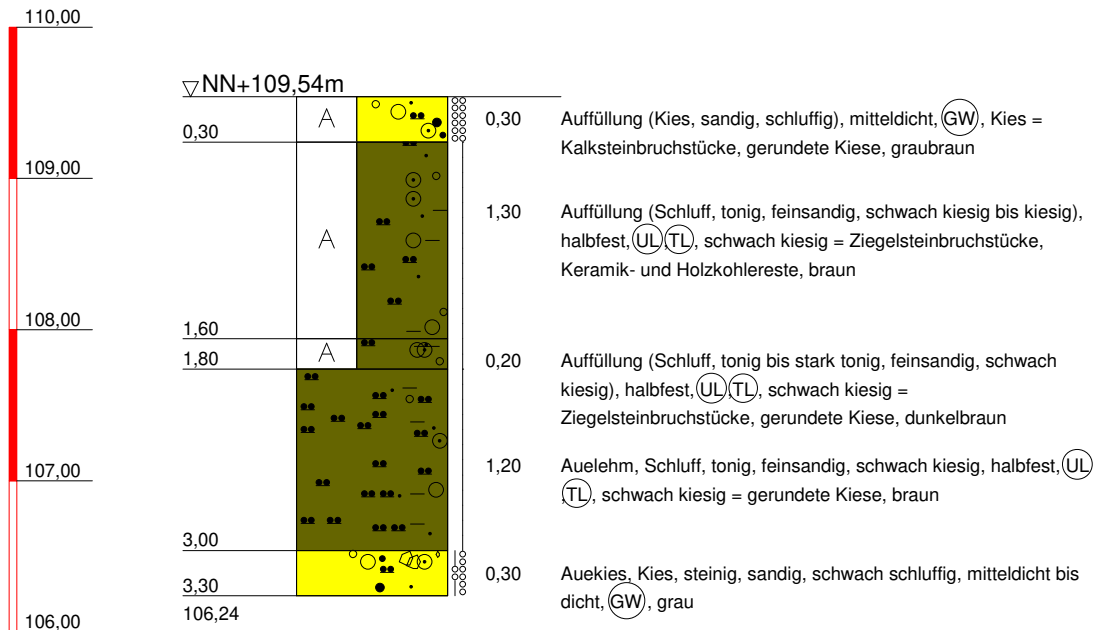 110,00
▽NN+109,54m
A
0,30
0,30
Auffüllung (Kies, sandig, schluffig), mitteldicht, GW, Kies =
Kalksteinbruchstücke, gerundete Kiese, graubraun
109,00
A
1,30
Auffüllung (Schluff, tonig, feinsandig, schwach kiesig bis kiesig),
halbfest, UL, TL, schwach kiesig = Ziegelsteinbruchstücke,
Keramik- und Holzkohlereste, braun
108,00
1,60
A
1,80
0,20
Auffüllung (Schluff, tonig bis stark tonig, feinsandig, schwach
kiesig), halbfest, UL, TL, schwach kiesig =
Ziegelsteinbruchstücke, gerundete Kiese, dunkelbraun
107,00
1,20
Auelehm, Schluff, tonig, feinsandig, schwach kiesig, halbfest, UL
, TL, schwach kiesig = gerundete Kiese, braun
3,00
3,30
0,30
Auekies, Kies, steinig, sandig, schwach schluffig, mitteldicht bis
dicht, GW, grau
106,24
106,00